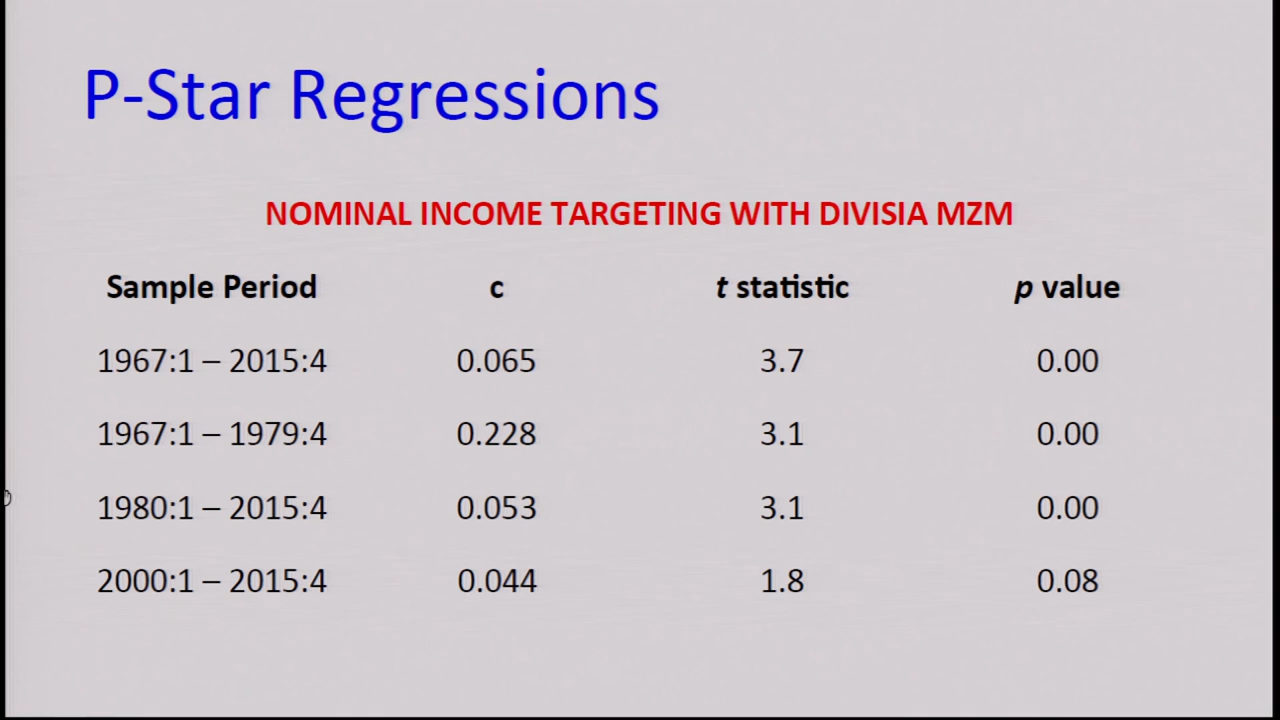 P-Star Regressions
NOMINAL INCOME TARGETING WITH DIVISIA MZM
Sample Period c t statistic p value
1967:1 – 2015:4 0.065 3.7 0.00
1967:1 – 1979:4 0.228 3.1 0.00
1980:1 – 2015:4 0.053 3.1 0.00
2000:1 – 2015:4 0.044 1.8 0.08